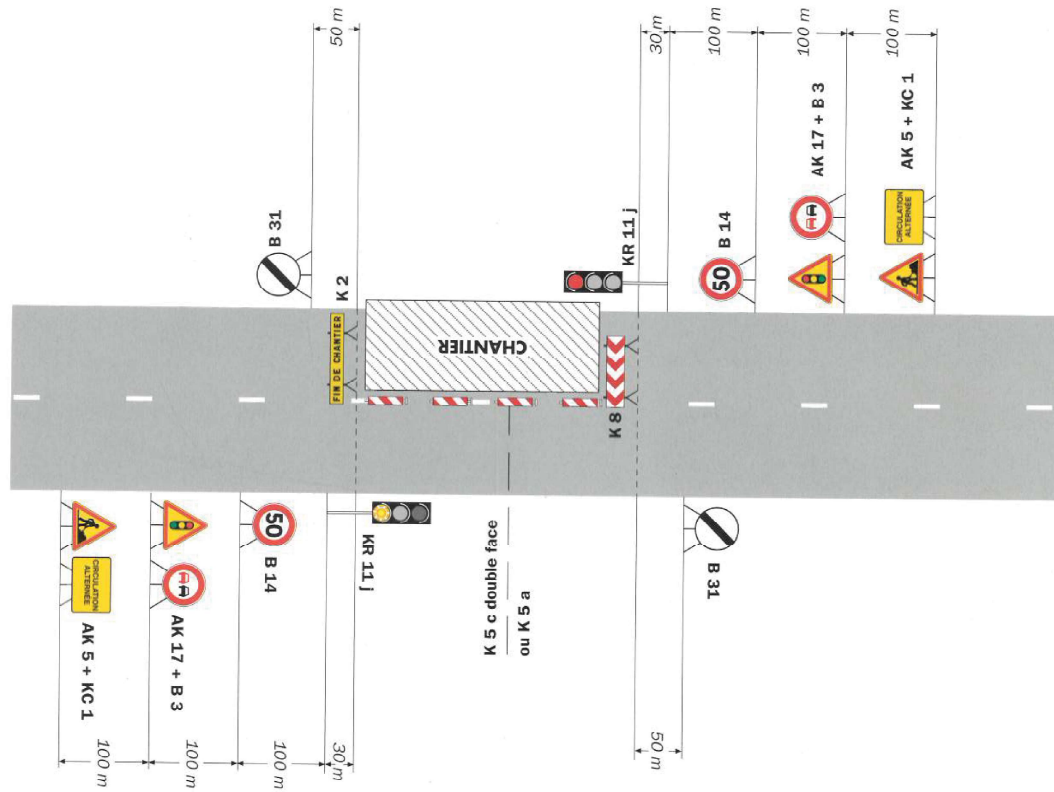 50 m
30 m
100 m
100 m
100 m
B 31
K 2
KR 11 j
B 14
AK 17 + B 3
AK 5 + KC 1
50
CIRCULATION
ALTERNÉE
FIN DE CHANTIER
CHANTIER
K 8
CIRCULATION
ALTERNÉE
50
AK 5 + KC 1
AK 17 + B 3
B 14
KR 11 j
K 5 c double face
ou K 5 a
B 31
100 m
100 m
100 m
30 m
50 m